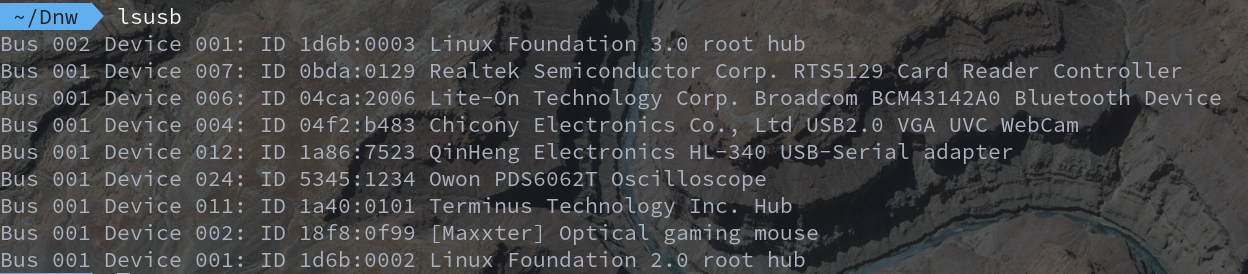 ~/Dnw lsusb
Bus 002 Device 001: ID 1d6b:0003 Linux Foundation 3.0 root hub
Bus 001 Device 007: ID 0bda:0129 Realtek Semiconductor Corp. RTS5129 Card Reader Controller
Bus 001 Device 006: ID 04ca:2006 Lite-On Technology Corp. Broadcom BCM43142A0 Bluetooth Device
Bus 001 Device 004: ID 04f2:b483 Chicony Electronics Co., Ltd USB2.0 VGA UVC WebCam
Bus 001 Device 012: ID 1a86:7523 QinHeng Electronics HL-340 USB-Serial adapter
Bus 001 Device 024: ID 5345:1234 Owon PDS6062T Oscilloscope
Bus 001 Device 011: ID 1a40:0101 Terminus Technology Inc. Hub
Bus 001 Device 002: ID 18f8:0f99 [Maxxter] Optical gaming mouse
Bus 001 Device 001: ID 1d6b:0002 Linux Foundation 2.0 root hub